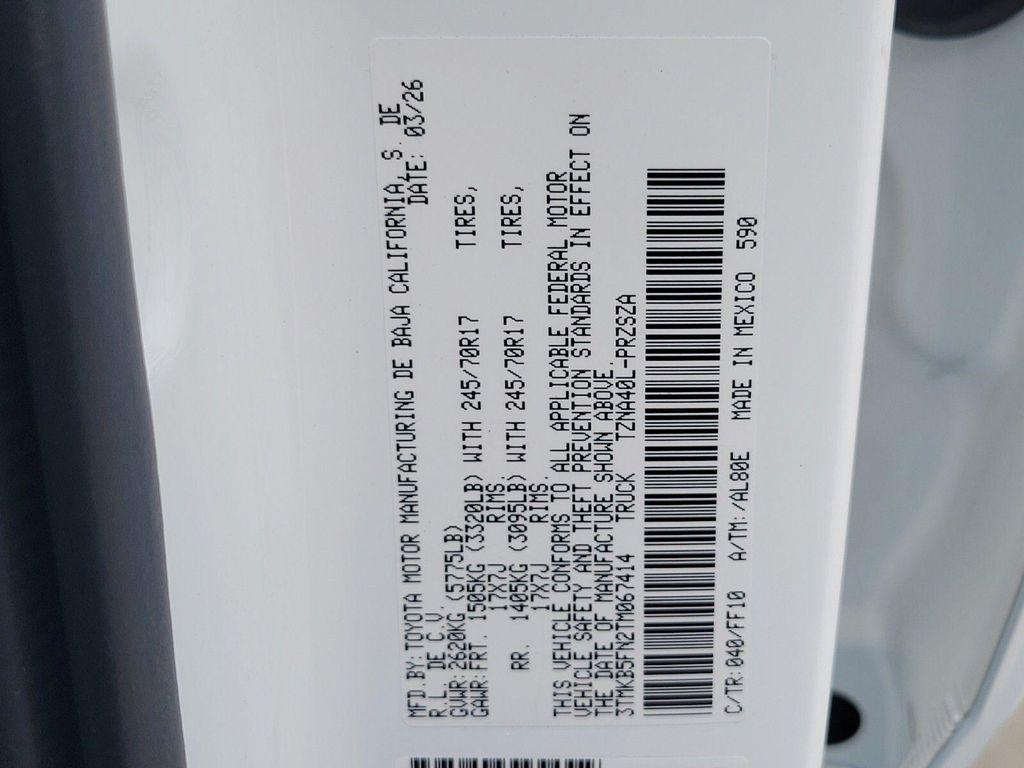 MFD.BY: TOYOTA MOTOR MANUFACTURING DE BAJA CALIFORNIA, S. DE
R.L. DE C.V. DATE: 03/26
GVWR: 2620KG (5775LB)
GAWR: FRT. 1505KG (3320LB) WITH 245/70R17 TIRES,
17X7J RIMS.
RR. 1405KG (3095LB) WITH 245/70R17 TIRES,
17X7J RIMS.
THIS VEHICLE CONFORMS TO ALL APPLICABLE FEDERAL MOTOR
VEHICLE SAFETY AND THEFT PREVENTION STANDARDS IN EFFECT ON
THE DATE OF MANUFACTURE SHOWN ABOVE.
3TMKB5FN2TM067414 TRUCK TZNA40L-PRZSZA
C/TR: 040/FF10 A/TM: /AL80E MADE IN MEXICO 590